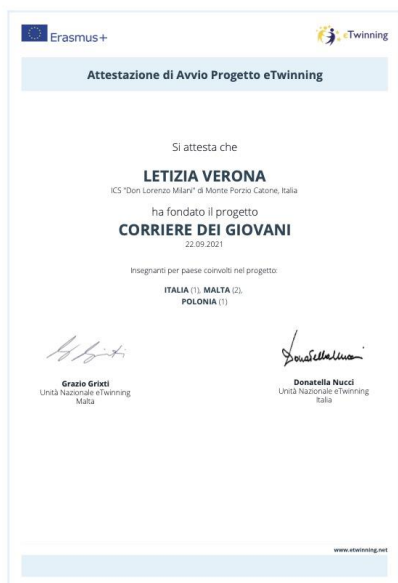 Erasmus+
eTwinning
Attestazione di Avvio Progetto eTwinning
Si attesta che
LETIZIA VERONA
ICS "Don Lorenzo Milani" di Monte Porzio Catone, Italia
ha fondato il progetto
CORRIERE DEI GIOVANI
22.09.2021
Insegnanti per paese coinvolti nel progetto:
ITALIA (1), MALTA (2),
POLONIA (1)
Donatella Nucci
Grazio Grixti
Unità Nazionale eTwinning
Malta
Donatella Nucci
Unità Nazionale eTwinning
Italia
www.etwinning.net